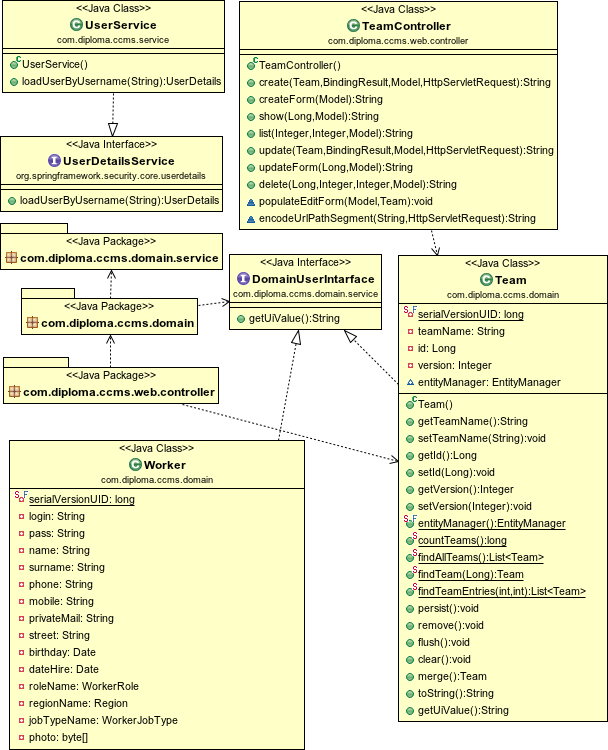 <<Java Class>>
UserService
com.diploma.ccms.service
UserService()
loadUserByUsername(String):UserDetails
<<Java Class>>
TeamController
com.diploma.ccms.web.controller
TeamController()
create(Team,BindingResult,Model,HttpServletRequest):String
createForm(Model):String
show(Long,Model):String
list(Integer,Integer,Model):String
update(Team,BindingResult,Model,HttpServletRequest):String
updateForm(Long,Model):String
delete(Long,Integer,Integer,Model):String
populateEditForm(Model,Team):void
encodeUrlPathSegment(String,HttpServletRequest):String
<<Java Interface>>
UserDetailsService
org.springframework.security.core.userdetails
loadUserByUsername(String):UserDetails
<<Java Package>>
com.diploma.ccms.domain.service
<<Java Package>>
com.diploma.ccms.domain
<<Java Package>>
com.diploma.ccms.web.controller
<<Java Interface>>
DomainUserIntarface
com.diploma.ccms.domain.service
getUiValue():String
<<Java Class>>
Team
com.diploma.ccms.domain
serialVersionUID: long
teamName: String
id: Long
version: Integer
entityManager: EntityManager
Team()
getTeamName():String
setTeamName(String):void
getId():Long
setId(Long):void
getVersion():Integer
setVersion(Integer):void
entityManager():EntityManager
countTeams():long
findAllTeams():List<Team>
findTeam(Long):Team
findTeamEntries(int,int):List<Team>
persist():void
remove():void
flush():void
clear():void
merge():Team
toString():String
getUiValue():String
<<Java Class>>
Worker
com.diploma.ccms.domain
serialVersionUID: long
login: String
pass: String
name: String
surname: String
phone: String
mobile: String
privateMail: String
street: String
birthday: Date
dateHire: Date
roleName: WorkerRole
regionName: Region
jobTypeName: WorkerJobType
photo: byte[]